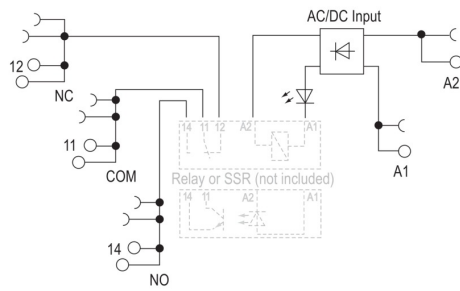 AC/DC Input
12
NC
A2
11
COM
A1
14 11 12 A2 A1
Relay or SSR (not included)
14 11 A2 A1
14
NO